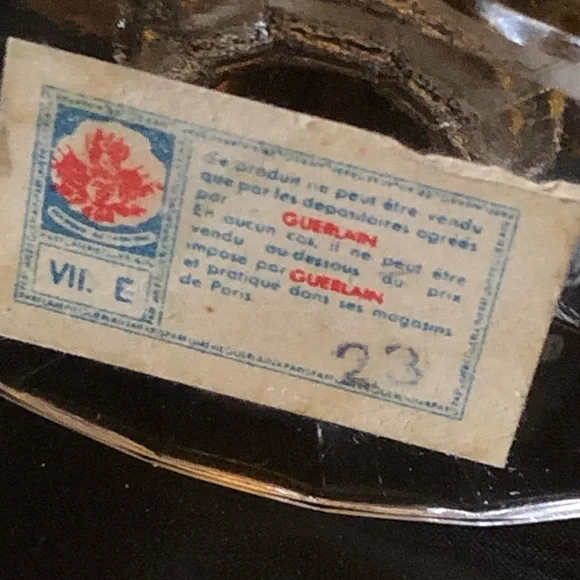 VII. E
Ce produit ne peut être vendu
que par les depositaires agréés
par GUERLAIN
En aucun cas, il ne peut être
vendu au-dessous du prix
imposé par GUERLAIN
et pratiqué dans ses magasins
de Paris.
23